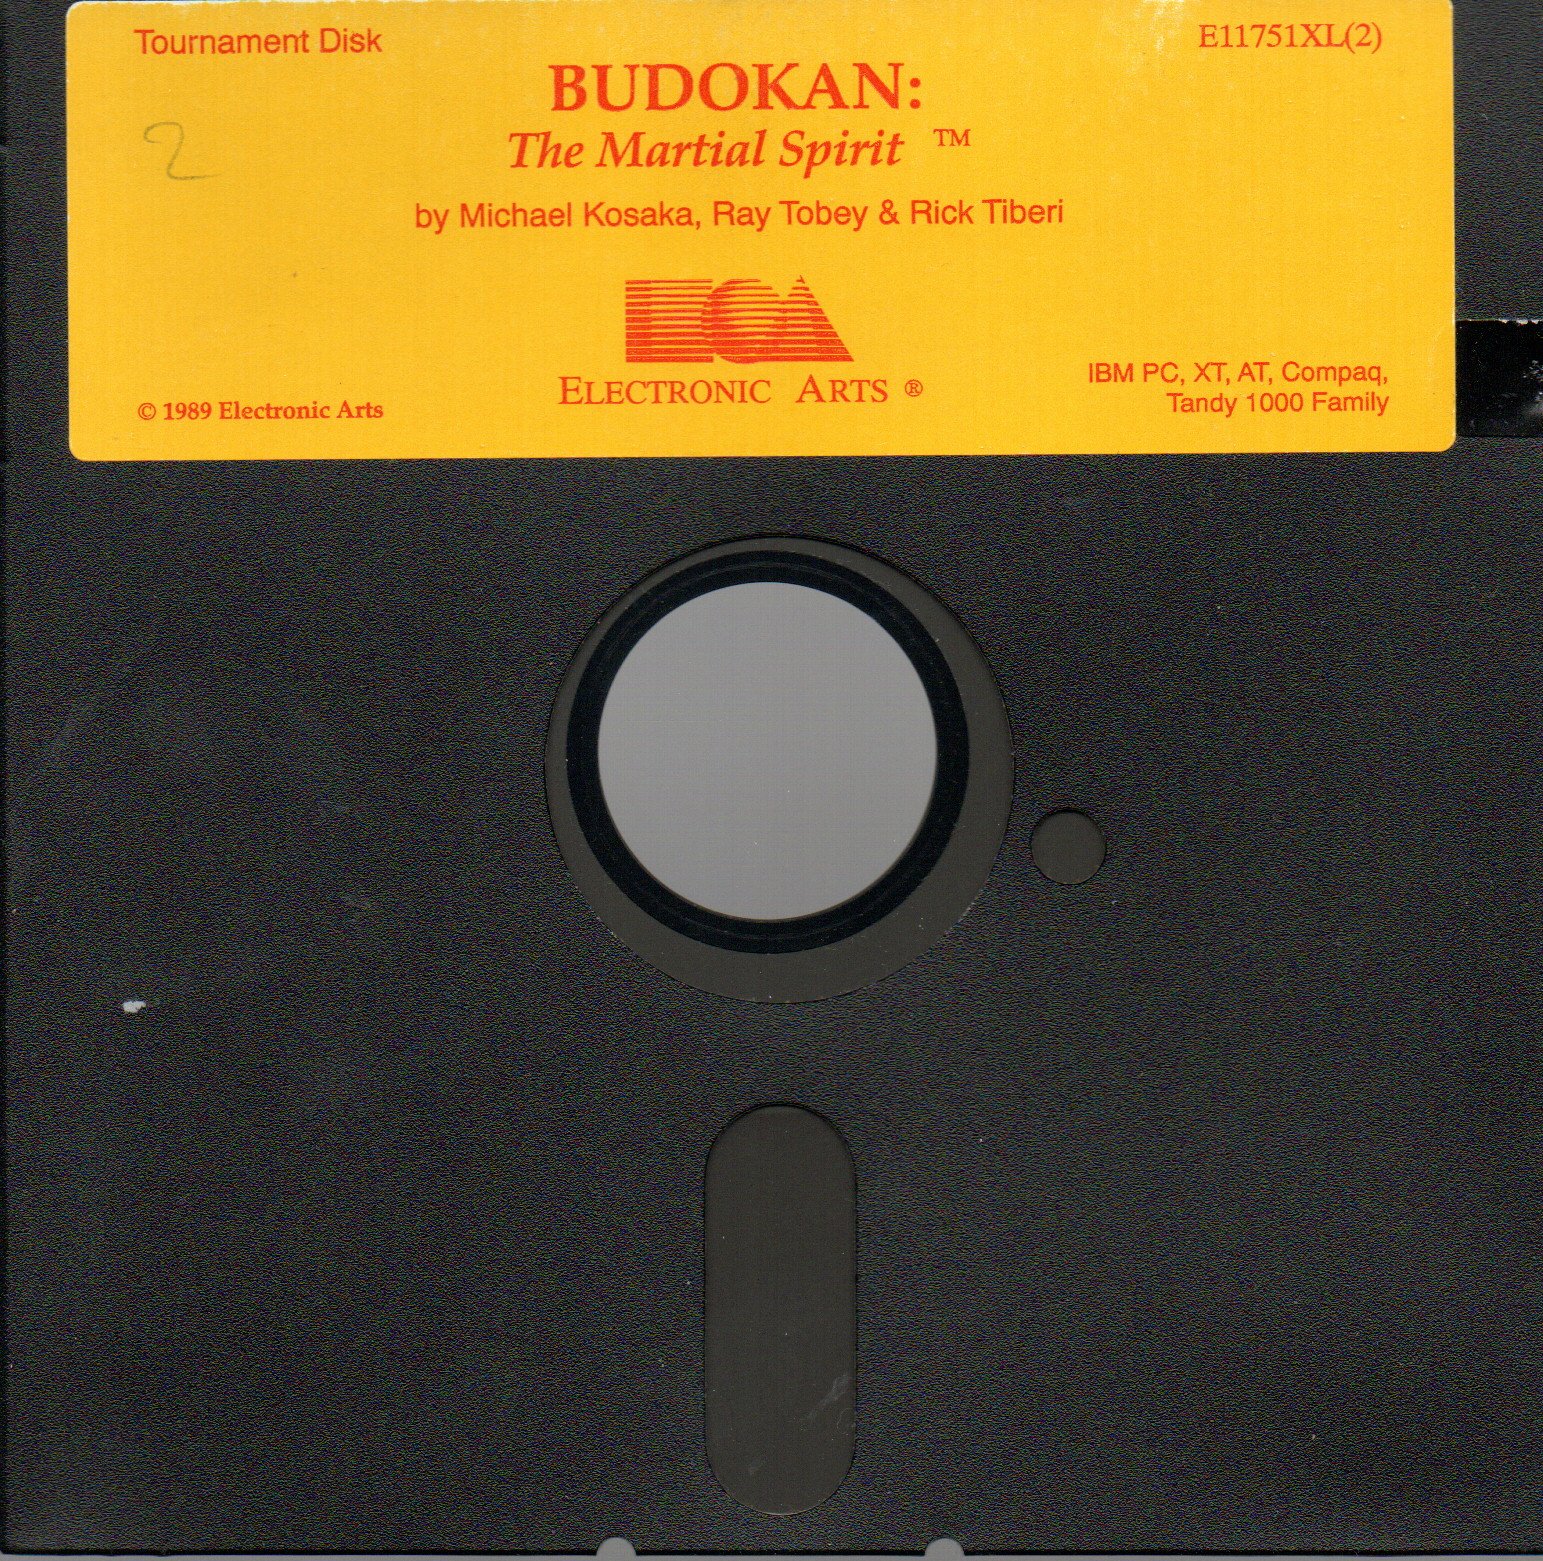 Tournament Disk
E11751XL(2)
BUDOKAN:
The Martial Spirit ™
2
by Michael Kosaka, Ray Tobey & Rick Tiberi
EOA
ELECTRONIC ARTS ®
IBM PC, XT, AT, Compaq,
Tandy 1000 Family
© 1989 Electronic Arts